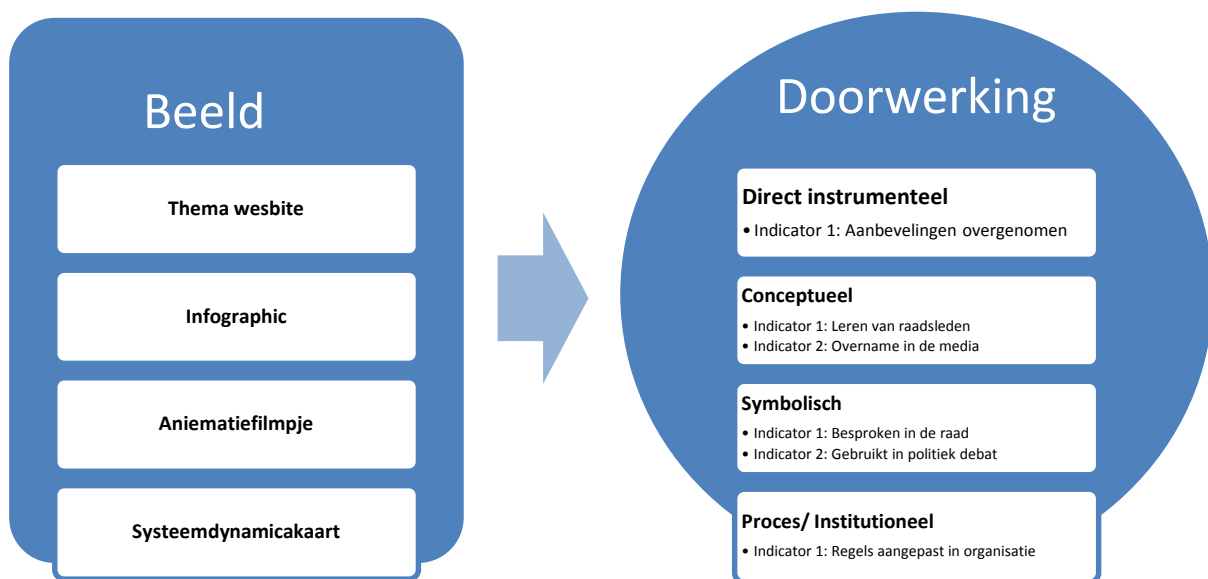 Beeld
Thema wesbite
Infographic
Aniematiefilmpje
Systeemdynamicakaart
Doorwerking
Direct instrumenteel
• Indicator 1: Aanbevelingen overgenomen
Conceptueel
• Indicator 1: Leren van raadsleden
• Indicator 2: Overname in de media
Symbolisch
• Indicator 1: Besproken in de raad
• Indicator 2: Gebruikt in politiek debat
Proces/ Institutioneel
• Indicator 1: Regels aangepast in organisatie